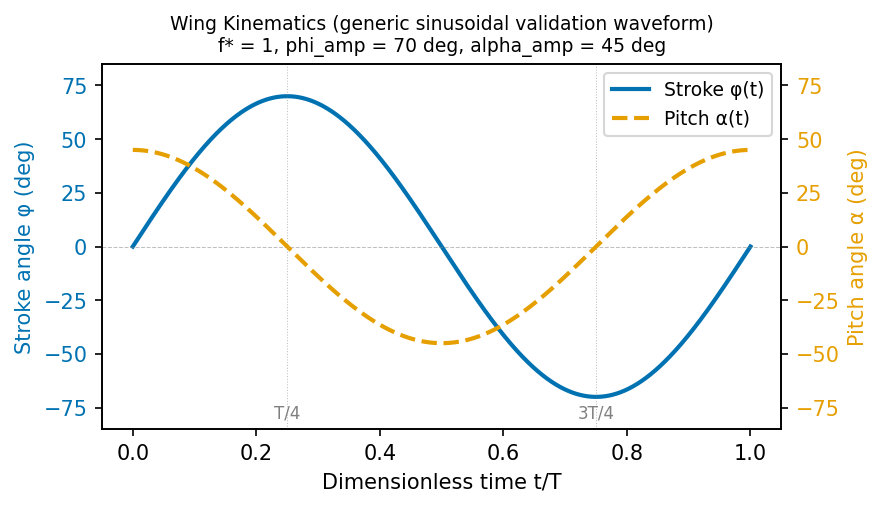 Wing Kinematics (generic sinusoidal validation waveform)
f* = 1, phi_amp = 70 deg, alpha_amp = 45 deg
Stroke φ(t)
Pitch α(t)
Stroke angle φ (deg)
75
50
25
0
−25
−50
−75
75
50
25
0
−25
−50
−75
Pitch angle α (deg)
T/4
3T/4
0.0
0.2
0.4
0.6
0.8
1.0
Dimensionless time t/T